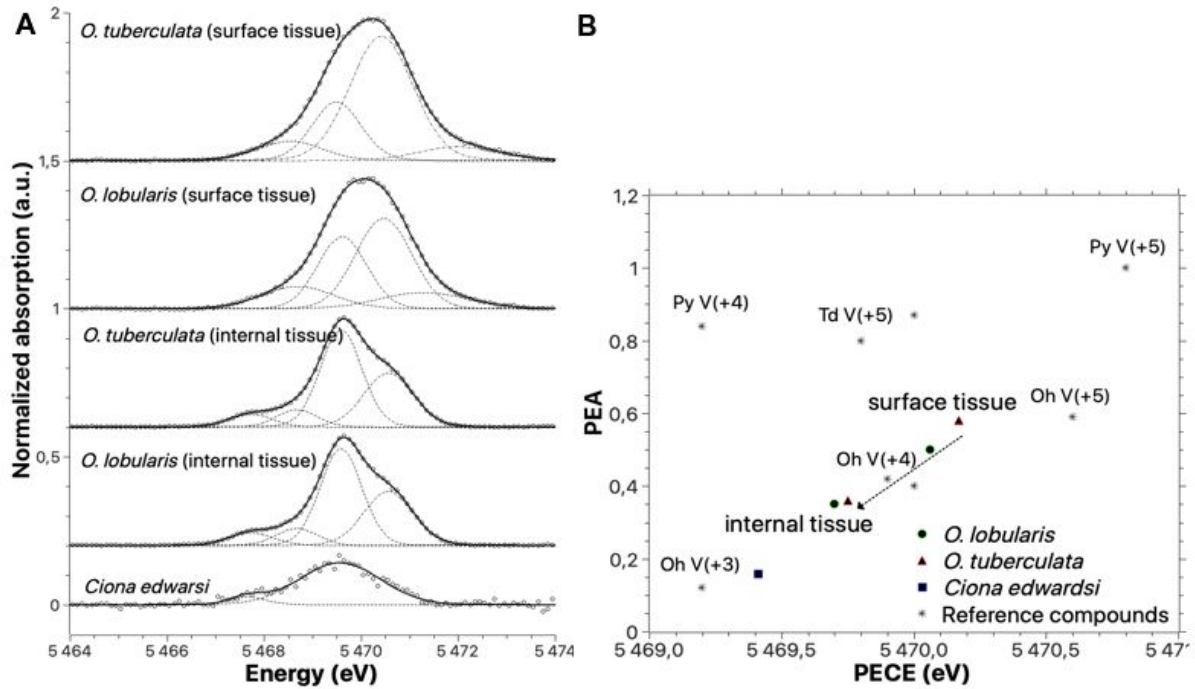 A
B
2
O. tuberculata (surface tissue)
1,5
O. lobularis (surface tissue)
1
O. tuberculata (internal tissue)
0,5
O. lobularis (internal tissue)
Ciona edwarsi
0
5 464
5 466
5 468
5 470
5 472
5 474
Energy (eV)
Normalized absorption (a.u.)
1,2
1
0,8
0,6
0,4
0,2
0
PEA
Py V(+5)
Py V(+4)
Td V(+5)
Oh V(+5)
surface tissue
Oh V(+4)
internal tissue
Oh V(+3)
O. lobularis
O. tuberculata
Ciona edwardsi
Reference compounds
5 469,0
5 469,5
5 470,0
5 470,5
5 471
PECE (eV)